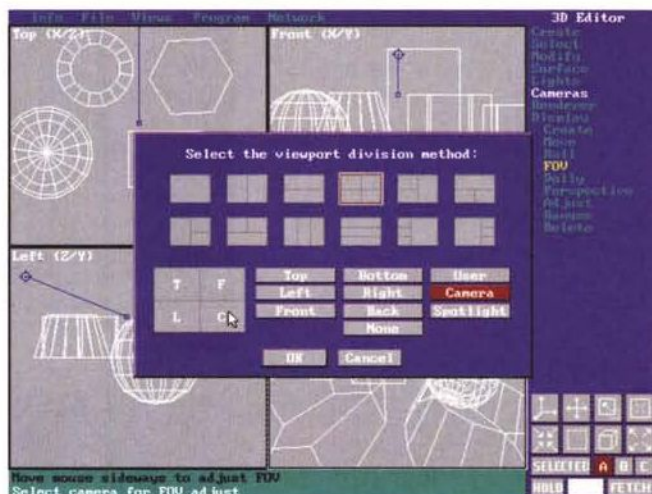 Info File Views Program Network
3D Editor
Top (X/Z)
Front (X/Y)
Create
Select
Modify
Surface
Lights
Cameras
Renderer
Display
Create
Move
Roll
FOV
Dolly
Perspective
Adjust
Delete
Select the viewport division method:
Left (Z/Y)
T F
L C
Top Bottom User
Left Right Camera
Front Back Spotlight
None
OK Cancel
SELECTED A B C
HOLD FETCH
Move mouse sideways to adjust FOV
Select camera for FOV adjust